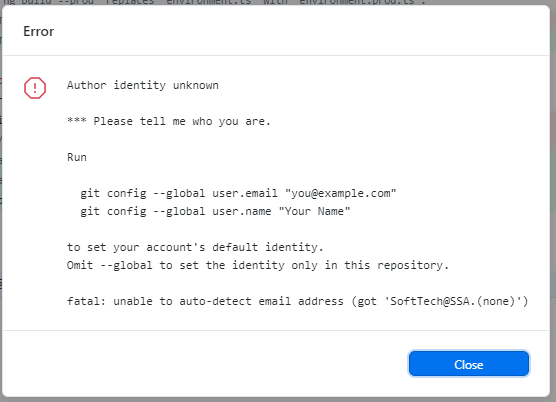 ng build --prod replaces environment.ts with environment.prod.ts .
Error
Author identity unknown
*** Please tell me who you are.
Run
git config --global user.email "you@example.com"
git config --global user.name "Your Name"
to set your account's default identity.
Omit --global to set the identity only in this repository.
fatal: unable to auto-detect email address (got 'SoftTech@SSA.(none)')
Close